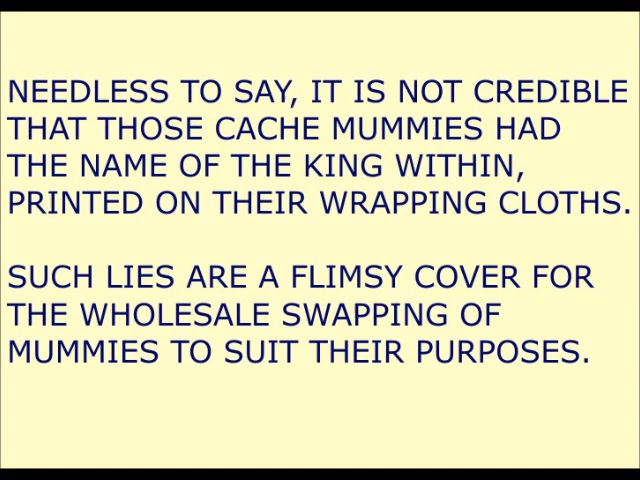 NEEDLESS TO SAY, IT IS NOT CREDIBLE
THAT THOSE CACHE MUMMIES HAD
THE NAME OF THE KING WITHIN,
PRINTED ON THEIR WRAPPING CLOTHS.
SUCH LIES ARE A FLIMSY COVER FOR
THE WHOLESALE SWAPPING OF
MUMMIES TO SUIT THEIR PURPOSES.